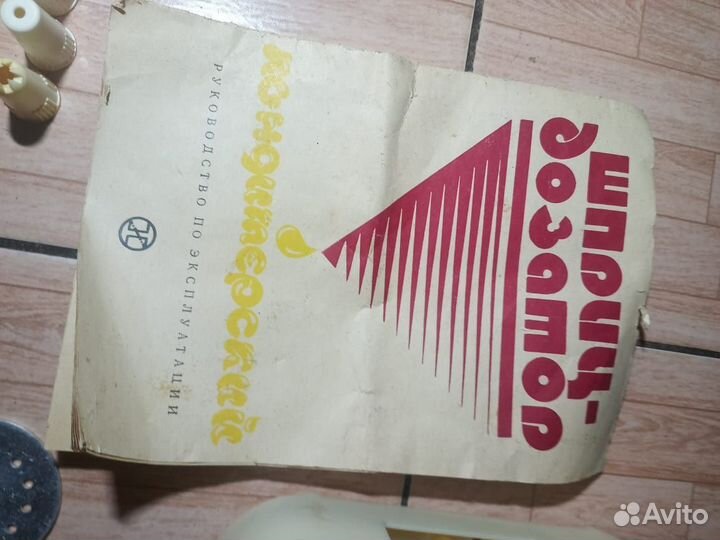 шприц-
дозатор
кондитерский
РУКОВОДСТВО ПО ЭКСПЛУАТАЦИИ
Avito